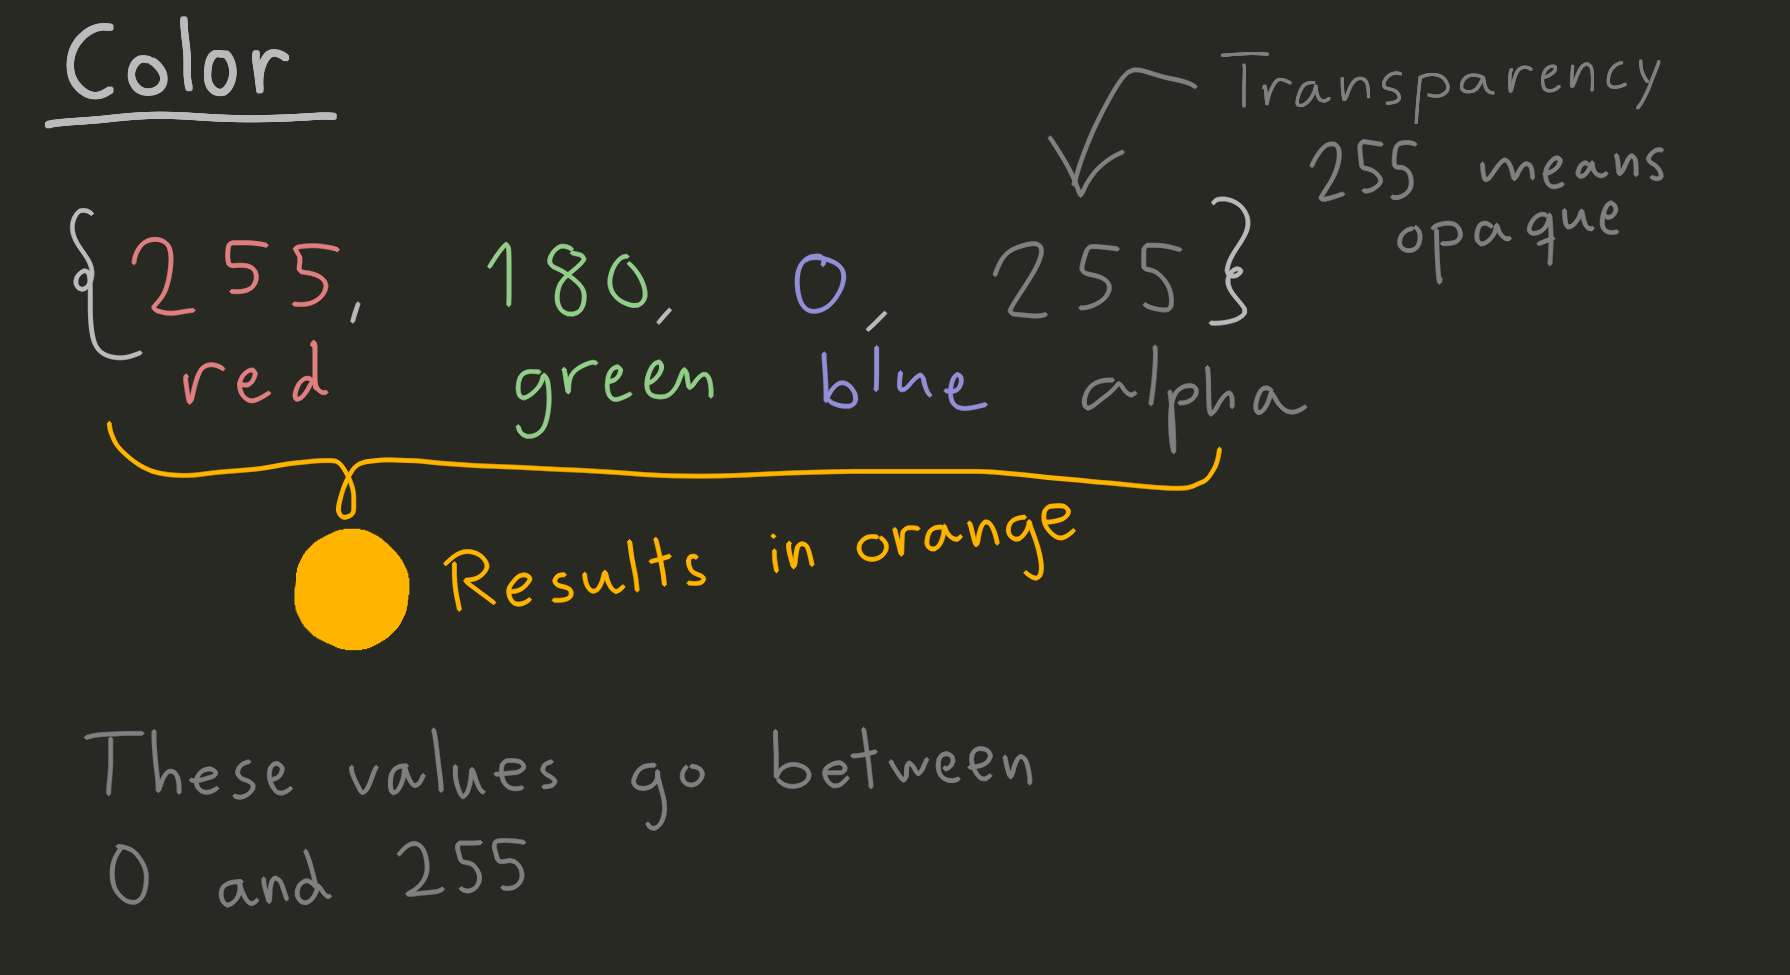 Color
Transparency
255 means
opaque
{255, 180, 0, 255}
red green blue alpha
Results in orange
These values go between
0 and 255